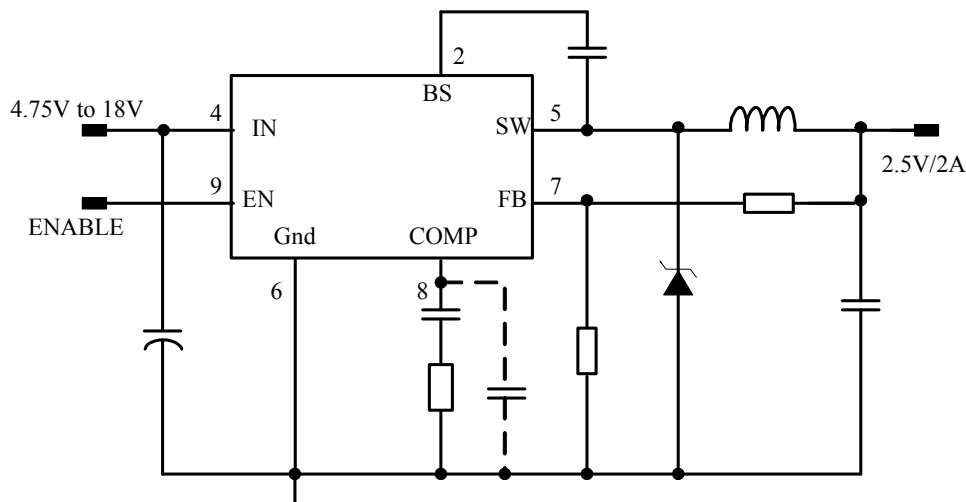 2
BS
4.75V to 18V
4
IN
SW
5
2.5V/2A
9
EN
FB
7
ENABLE
Gnd
COMP
6
8